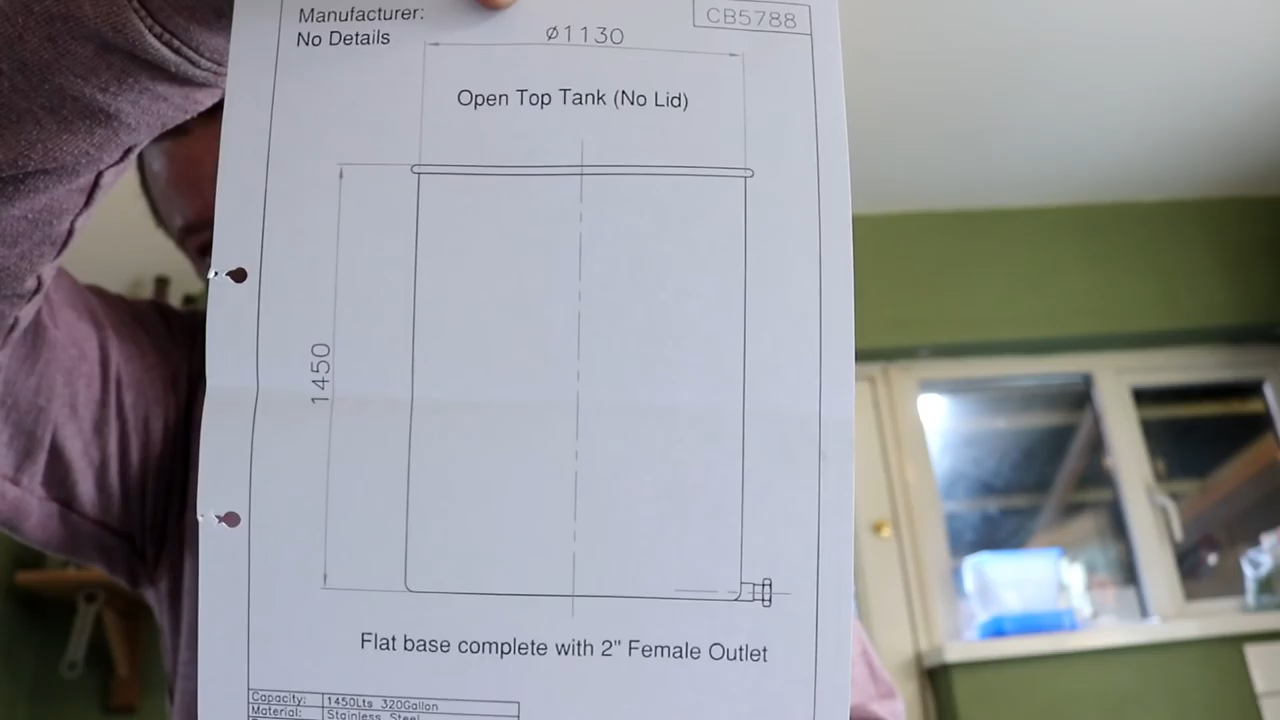 Manufacturer:
No Details
CB5788
Ø1130
Open Top Tank (No Lid)
1450
Flat base complete with 2" Female Outlet
Capacity: 1450Lts 320Gallon
Material: Stainless Steel